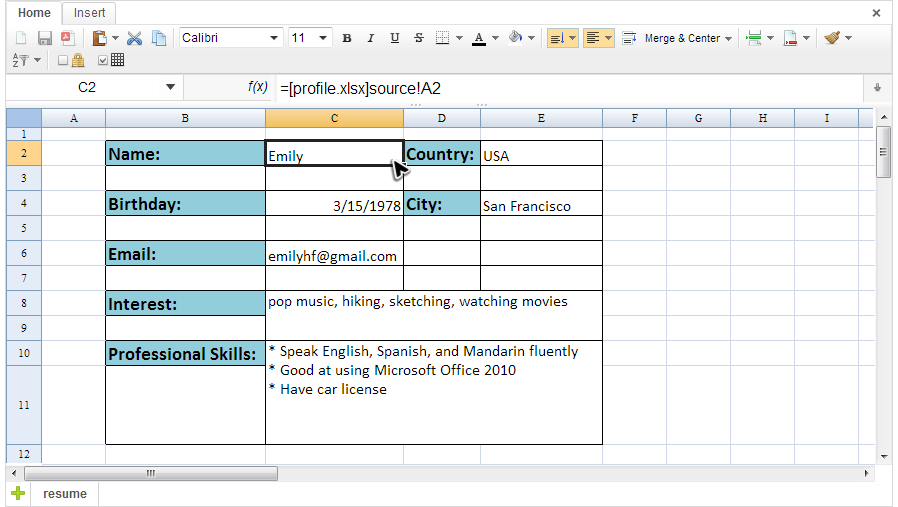 Home Insert ×
Calibri 11 B I U S A Merge & Center
C2 f(x) =[profile.xlsx]source!A2
A B C D E F G H I
1
2 Name: Emily Country: USA
3
4 Birthday: 3/15/1978 City: San Francisco
5
6 Email: emilyhf@gmail.com
7
8 Interest: pop music, hiking, sketching, watching movies
9
10 Professional Skills: * Speak English, Spanish, and Mandarin fluently
* Good at using Microsoft Office 2010
11 * Have car license
12
resume